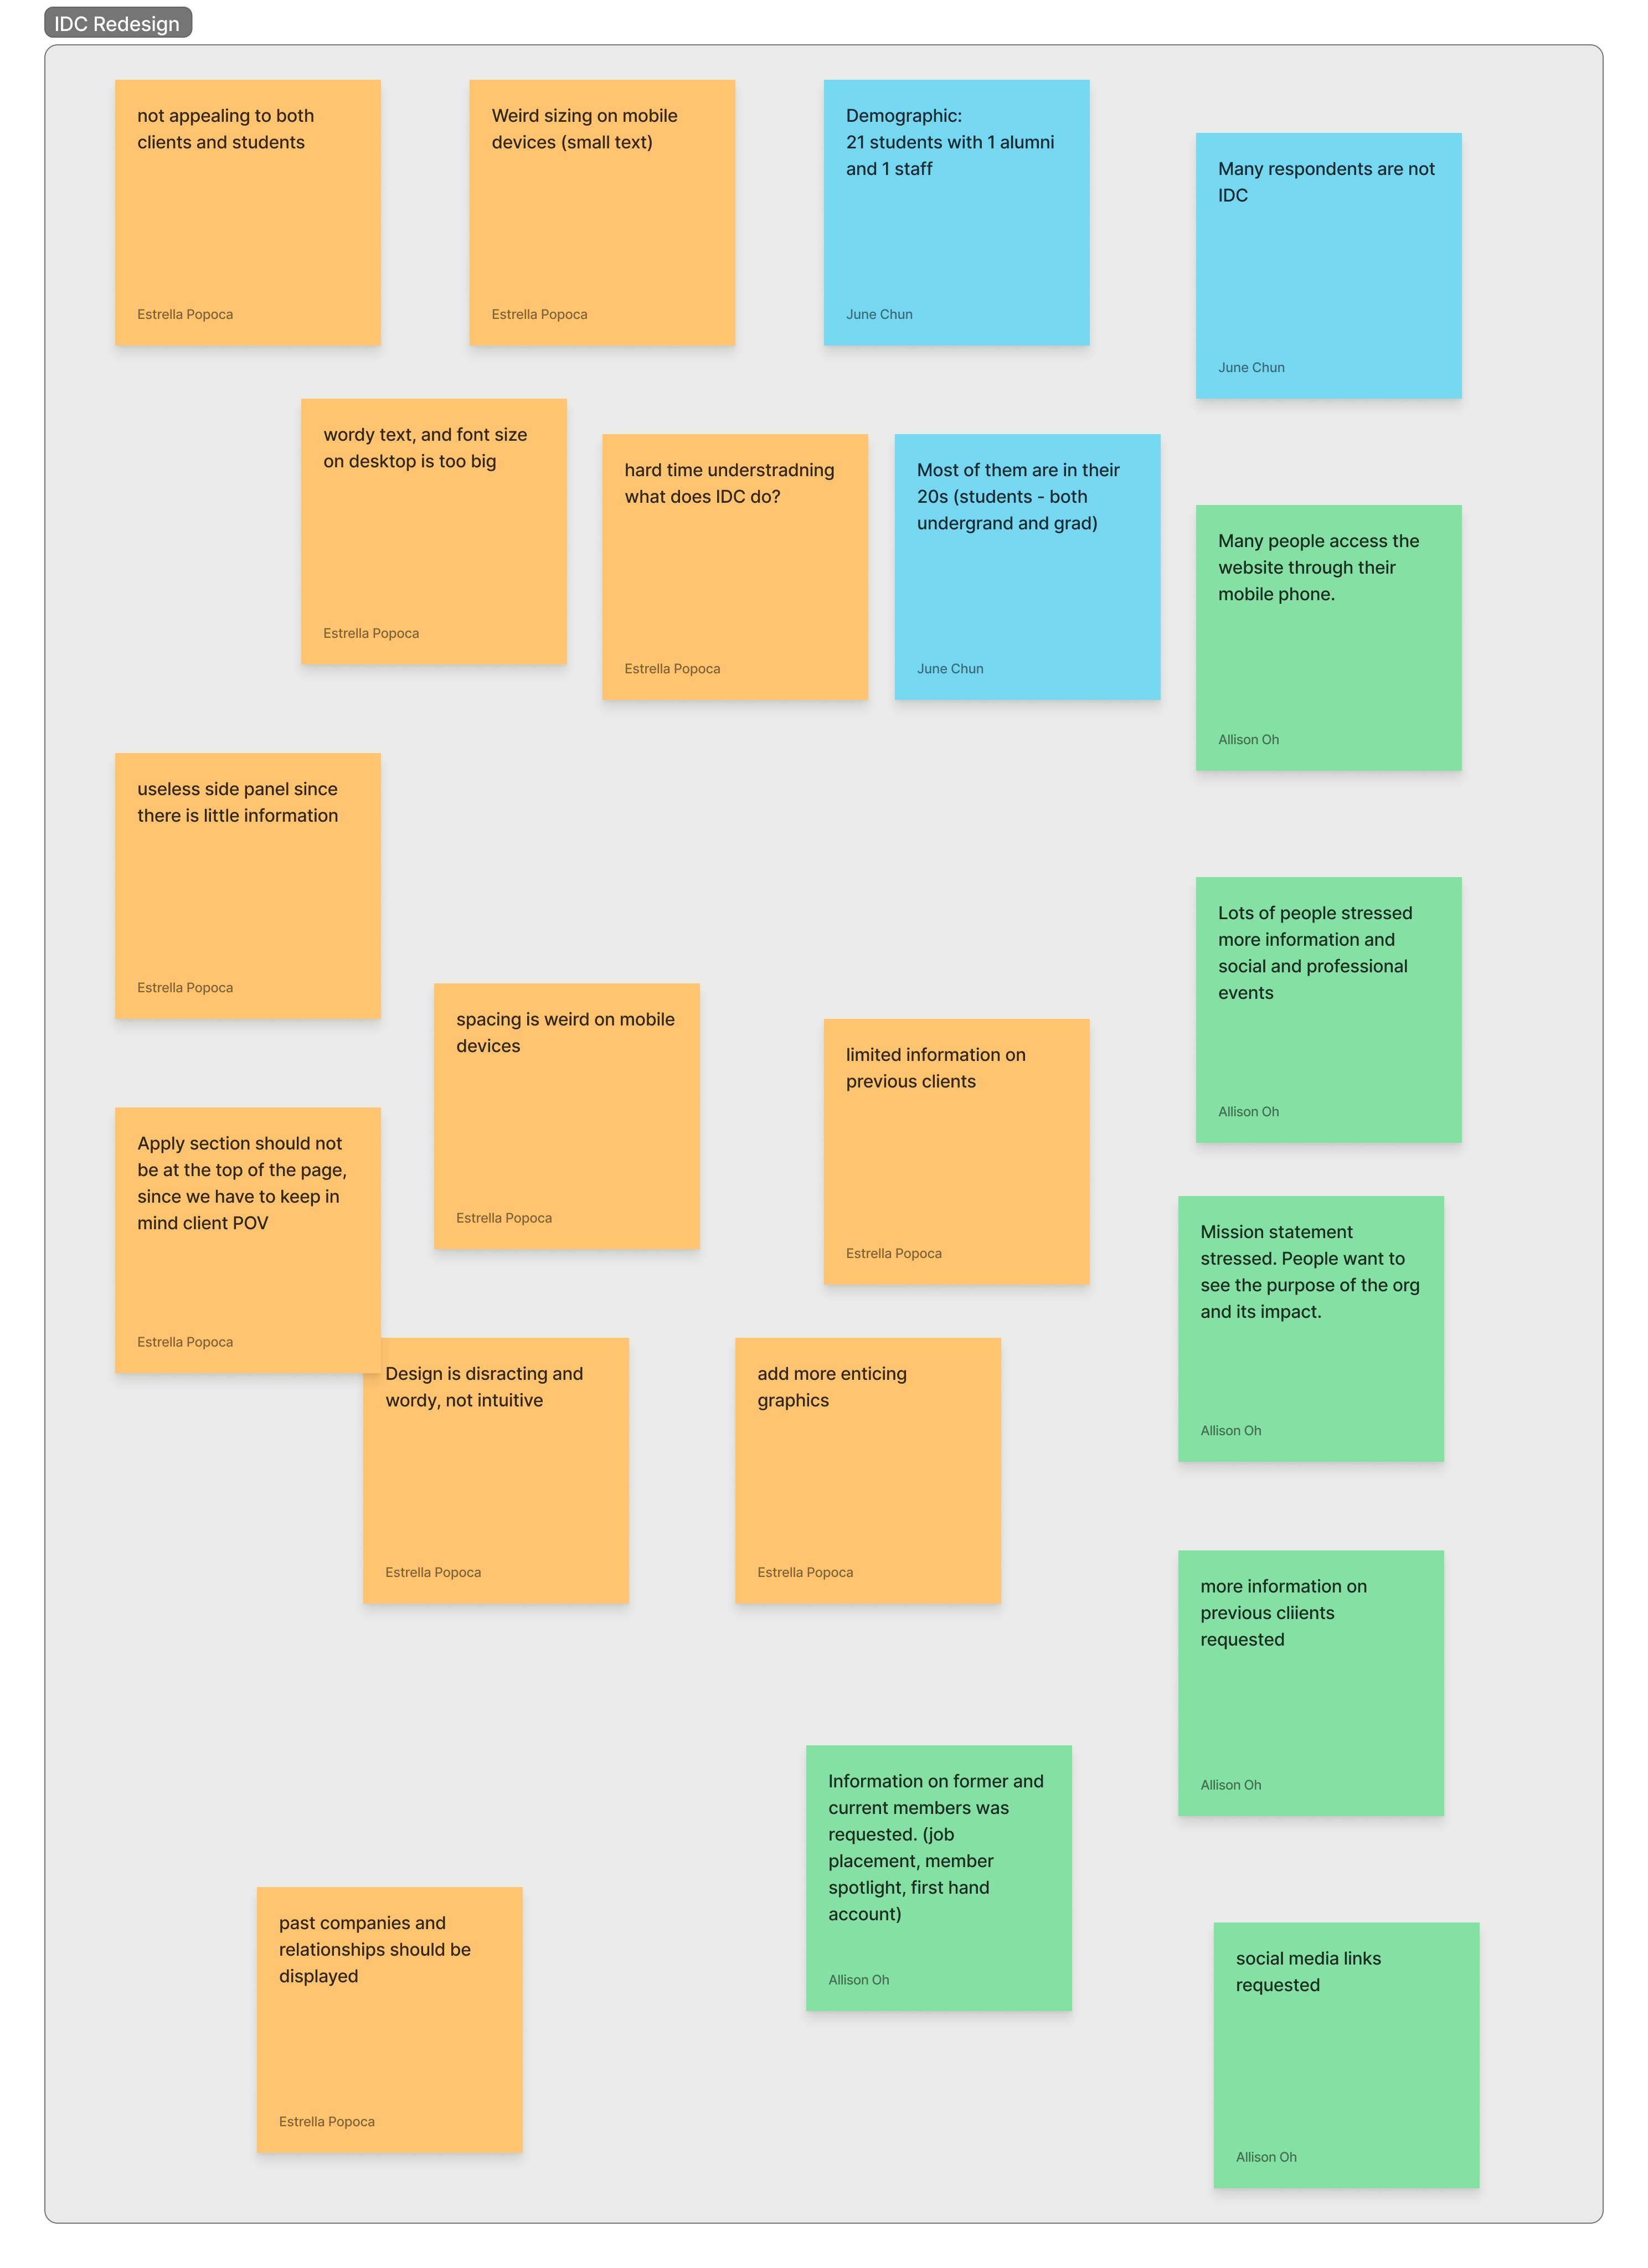 IDC Redesign
not appealing to both
clients and students
Estrella Popoca
Weird sizing on mobile
devices (small text)
Estrella Popoca
Demographic:
21 students with 1 alumni
and 1 staff
June Chun
Many respondents are not
IDC
June Chun
wordy text, and font size
on desktop is too big
Estrella Popoca
hard time understradning
what does IDC do?
Estrella Popoca
Most of them are in their
20s (students - both
undergrand and grad)
June Chun
Many people access the
website through their
mobile phone.
Allison Oh
useless side panel since
there is little information
Estrella Popoca
spacing is weird on mobile
devices
Estrella Popoca
limited information on
previous clients
Estrella Popoca
Lots of people stressed
more information and
social and professional
events
Allison Oh
Apply section should not
be at the top of the page,
since we have to keep in
mind client POV
Estrella Popoca
Mission statement
stressed. People want to
see the purpose of the org
and its impact.
Allison Oh
Design is disracting and
wordy, not intuitive
Estrella Popoca
add more enticing
graphics
Estrella Popoca
more information on
previous cliients
requested
Allison Oh
Information on former and
current members was
requested. (job
placement, member
spotlight, first hand
account)
Allison Oh
past companies and
relationships should be
displayed
Estrella Popoca
social media links
requested
Allison Oh